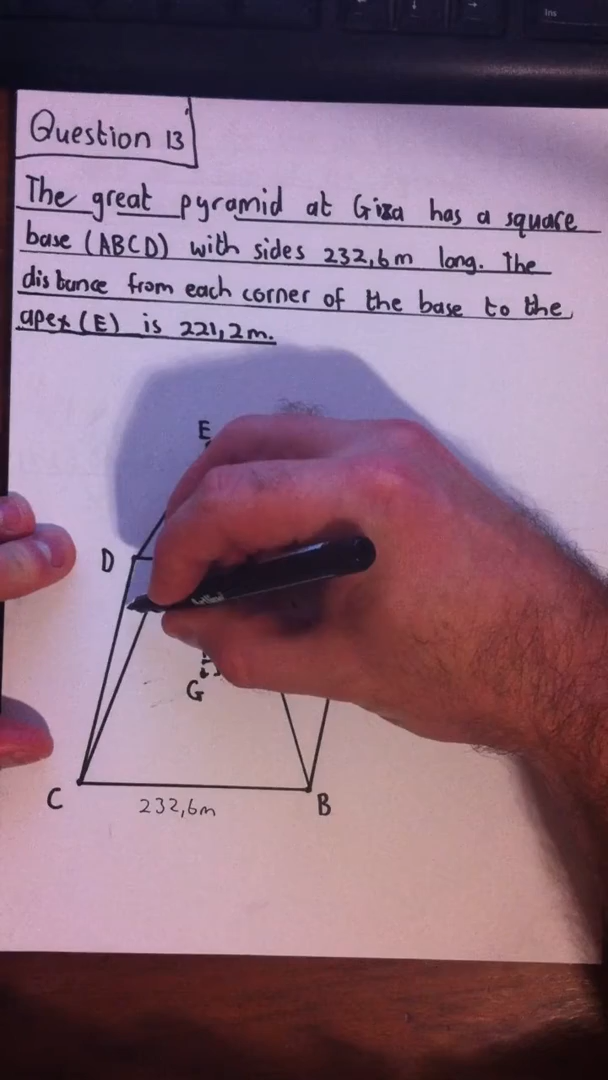 Question 13
The great pyramid at Giza has a square
base (ABCD) with sides 232,6m long. The
distance from each corner of the base to the
apex (E) is 221,2m.
E
D
G
C
232,6m
B
Ins